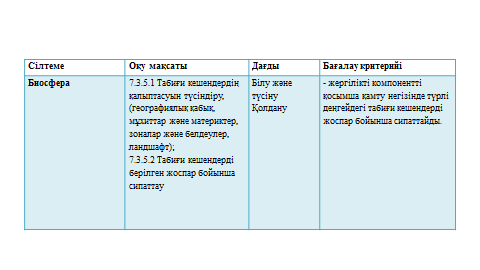 Сілтеме
Оқу мақсаты
Дағды
Бағалау критерийі
Биосфера
7.3.5.1 Табиғи кешендердің
қалыптасуын түсіндіру,
(географиялық қабық,
мұхиттар және материктер,
зоналар және белдеулер,
ландшафт);
7.3.5.2 Табиғи кешендерді
берілген жоспар бойынша
сипаттау
Білу және
түсіну
Қолдану
- жергілікті компонентті
қосымша қамту негізінде түрлі
деңгейдегі табиғи кешендерді
жоспар бойынша сипаттайды.